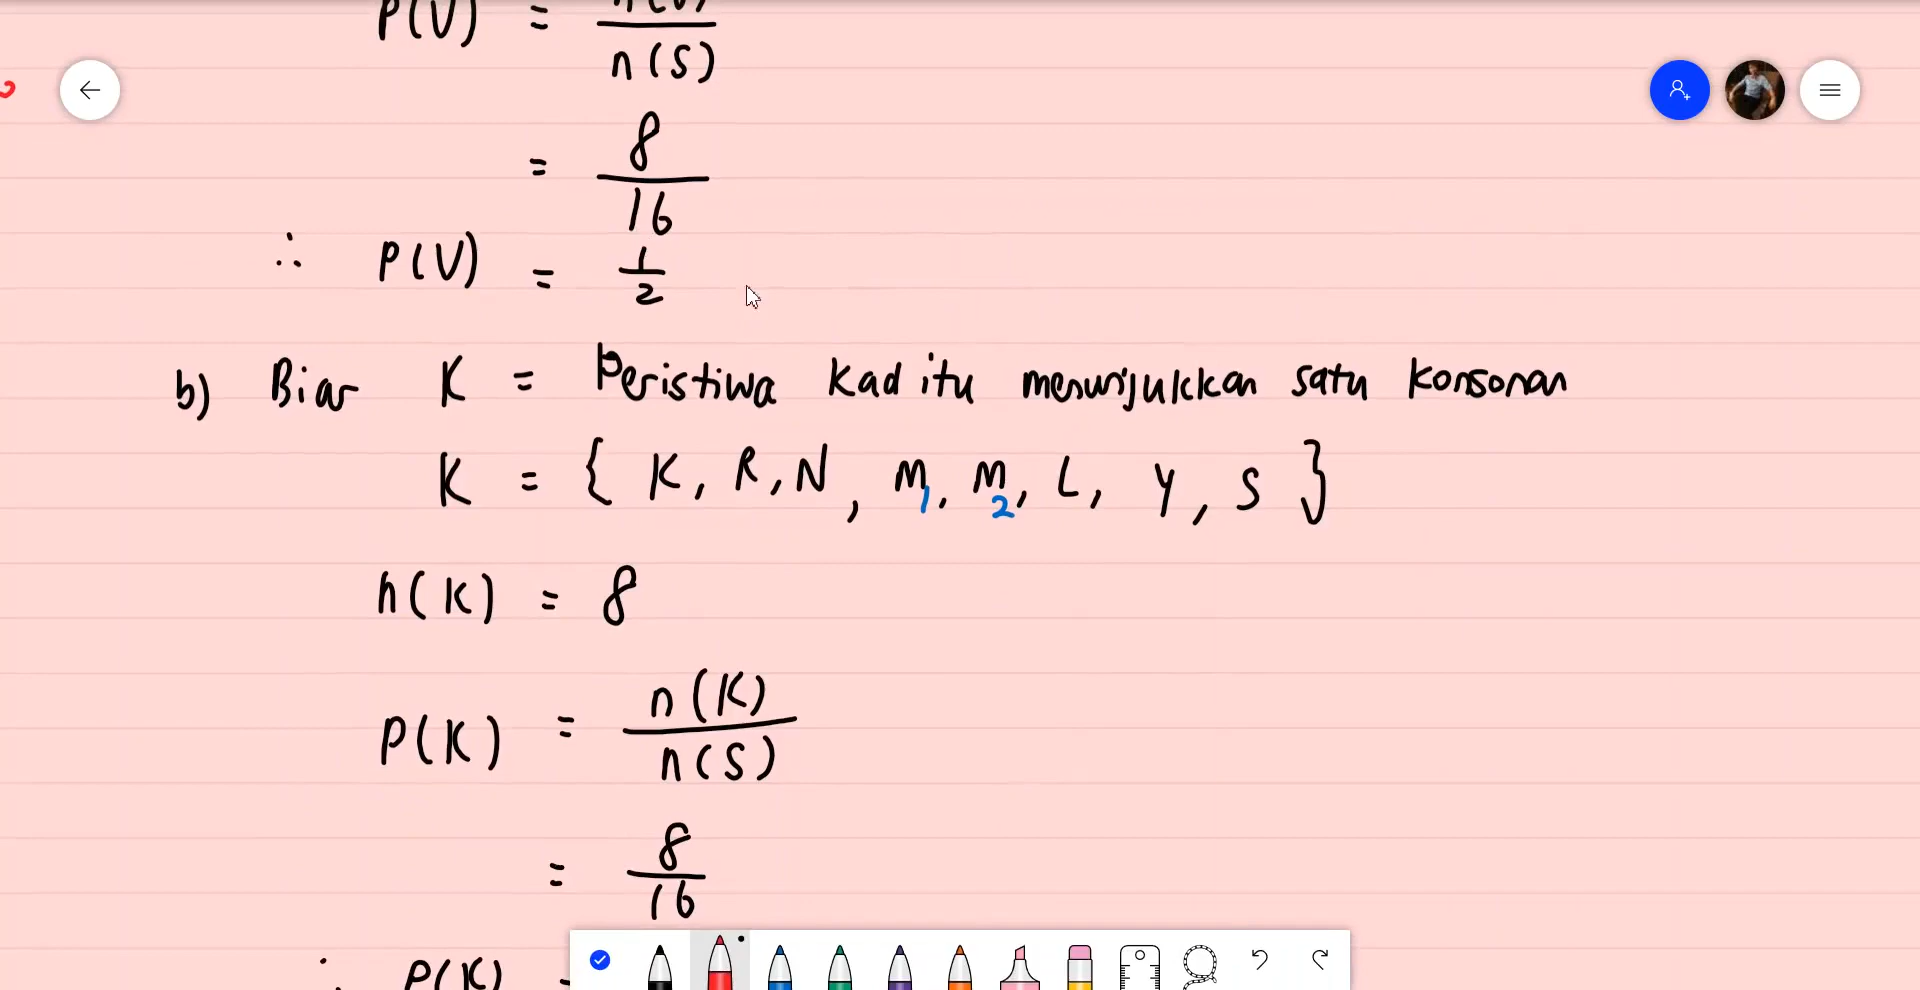 P(V) = n(V) / n(S)
= 8 / 16
∴ P(V) = 1 / 2
b) Biar K = Peristiwa kad itu menunjukkan satu konsonan
K = { K, R, N, M1, M2, L, Y, S }
n(K) = 8
P(K) = n(K) / n(S)
= 8 / 16
∴ P(K) =